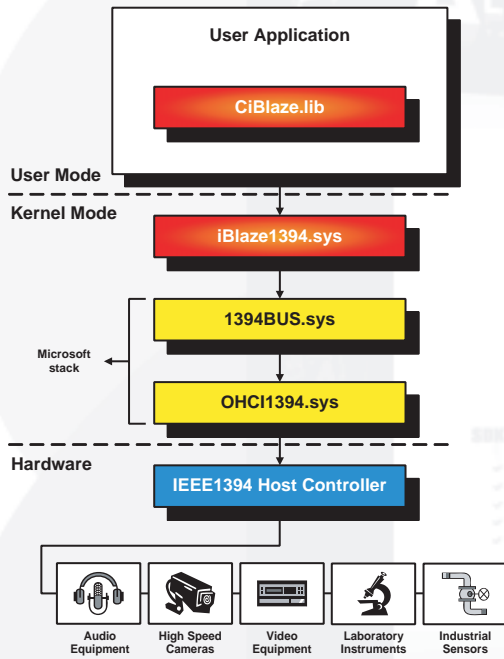 User Application
CiBlaze.lib
User Mode
Kernel Mode
iBlaze1394.sys
1394BUS.sys
Microsoft
stack
OHCI1394.sys
Hardware
IEEE1394 Host Controller
Audio
Equipment
High Speed
Cameras
Video
Equipment
Laboratory
Instruments
Industrial
Sensors